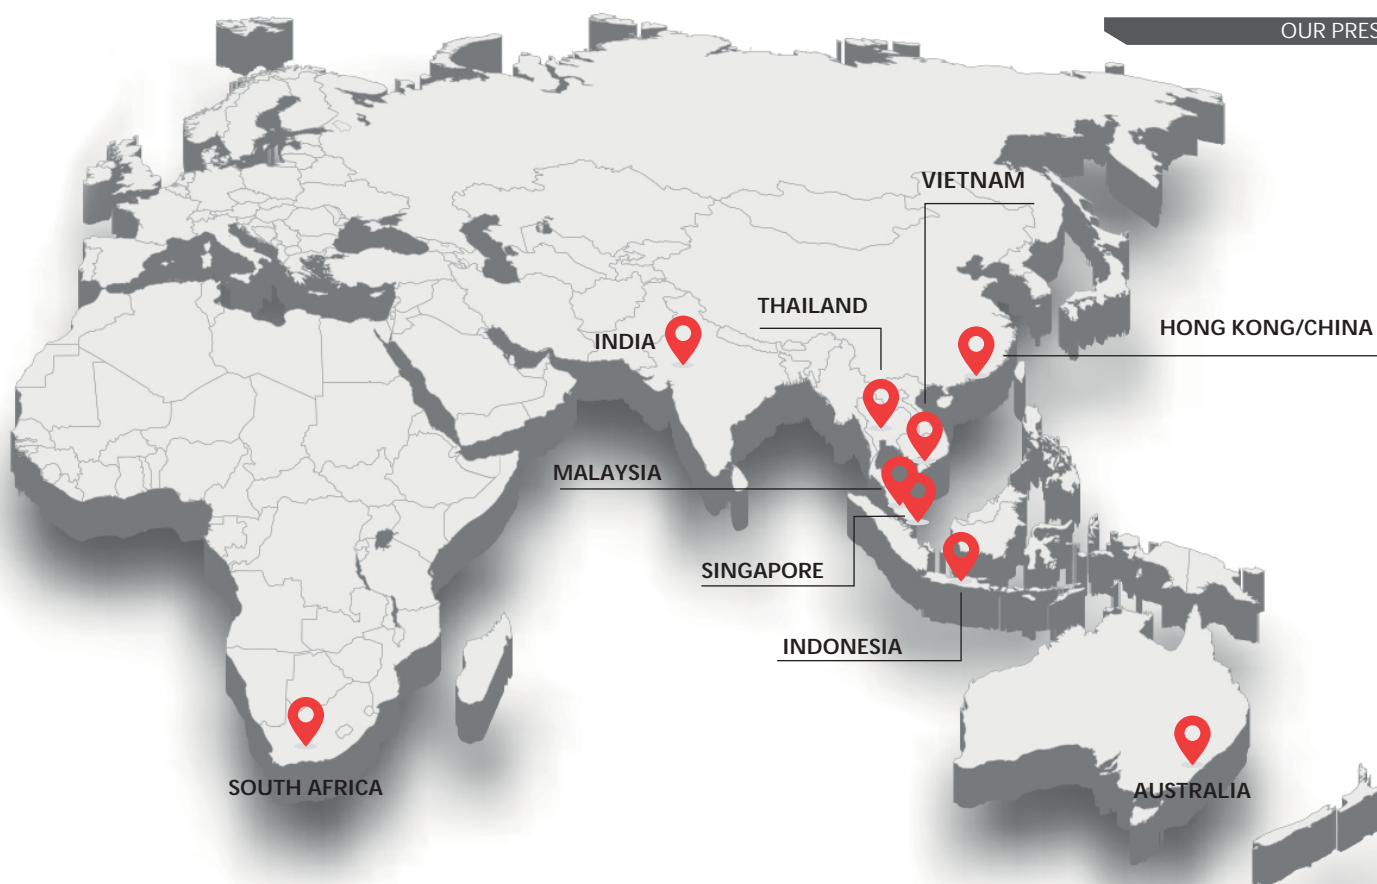 OUR PRES
VIETNAM
THAILAND
HONG KONG/CHINA
INDIA
MALAYSIA
SINGAPORE
INDONESIA
SOUTH AFRICA
AUSTRALIA